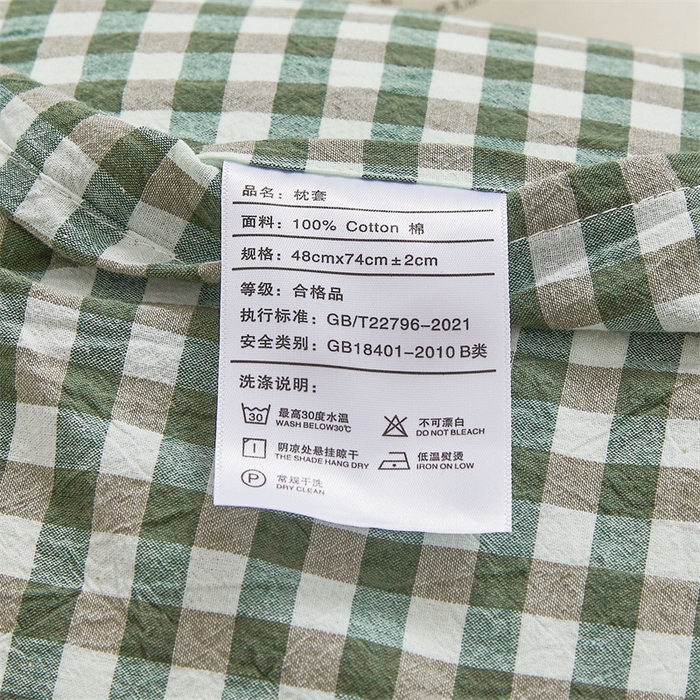 品名：枕套
面料：100% Cotton 棉
规格：48cmx74cm±2cm
等级：合格品
执行标准：GB/T22796-2021
安全类别：GB18401-2010 B类
洗涤说明：
30 最高30度水温
WASH BELOW30℃
不可漂白
DO NOT BLEACH
阴凉处悬挂晾干
THE SHADE HANG DRY
低温熨烫
IRON ON LOW
P 常规干洗
DRY CLEAN